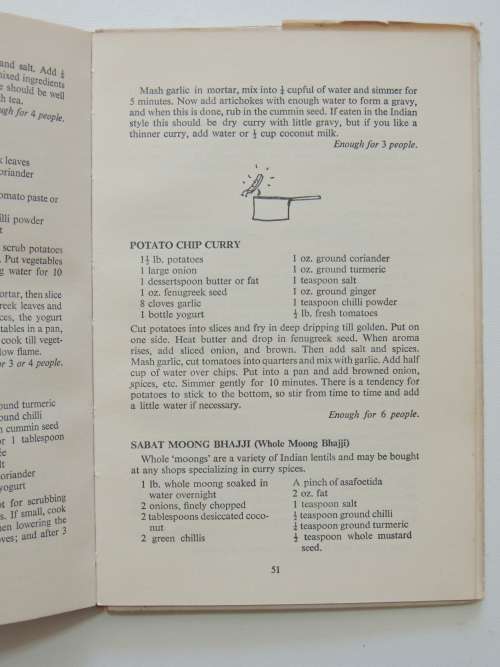 and salt. Add ½
mixed ingredients
e should be well
h tea.
ugh for 4 people.
k leaves
oriander
omato paste or
illi powder
t
scrub potatoes
. Put vegetables
g water for 10
ortar, then slice
reek leaves and
ces, the yogurt
tables in a pan,
cook till veget-
low flame.
or 3 or 4 people.
ound turmeric
ound chilli
n cummin seed
r 1 tablespoon
ee
lt
oriander
yogurt
ot for scrubbing
s. If small, cook
hen lowering the
oves; and after 3
Mash garlic in mortar, mix into ½ cupful of water and simmer for
5 minutes. Now add artichokes with enough water to form a gravy,
and when this is done, rub in the cummin seed. If eaten in the Indian
style this should be dry curry with little gravy, but if you like a
thinner curry, add water or ½ cup coconut milk.
Enough for 3 people.
POTATO CHIP CURRY
1½ lb. potatoes 1 oz. ground coriander
1 large onion 1 oz. ground turmeric
1 dessertspoon butter or fat 1 teaspoon salt
1 oz. fenugreek seed 1 oz. ground ginger
8 cloves garlic 1 teaspoon chilli powder
1 bottle yogurt ½ lb. fresh tomatoes
Cut potatoes into slices and fry in deep dripping till golden. Put on
one side. Heat butter and drop in fenugreek seed. When aroma
rises, add sliced onion, and brown. Then add salt and spices.
Mash garlic, cut tomatoes into quarters and mix with garlic. Add half
cup of water over chips. Put into a pan and add browned onion,
spices, etc. Simmer gently for 10 minutes. There is a tendency for
potatoes to stick to the bottom, so stir from time to time and add
a little water if necessary.
Enough for 6 people.
SABAT MOONG BHAJJI (Whole Moong Bhajji)
Whole ‘moongs’ are a variety of Indian lentils and may be bought
at any shops specializing in curry spices.
1 lb. whole moong soaked in A pinch of asafoetida
water overnight 2 oz. fat
2 onions, finely chopped 1 teaspoon salt
2 tablespoons desiccated coco- ½ teaspoon ground chilli
nut teaspoon ground turmeric
2 green chillis ½ teaspoon whole mustard
seed.
51